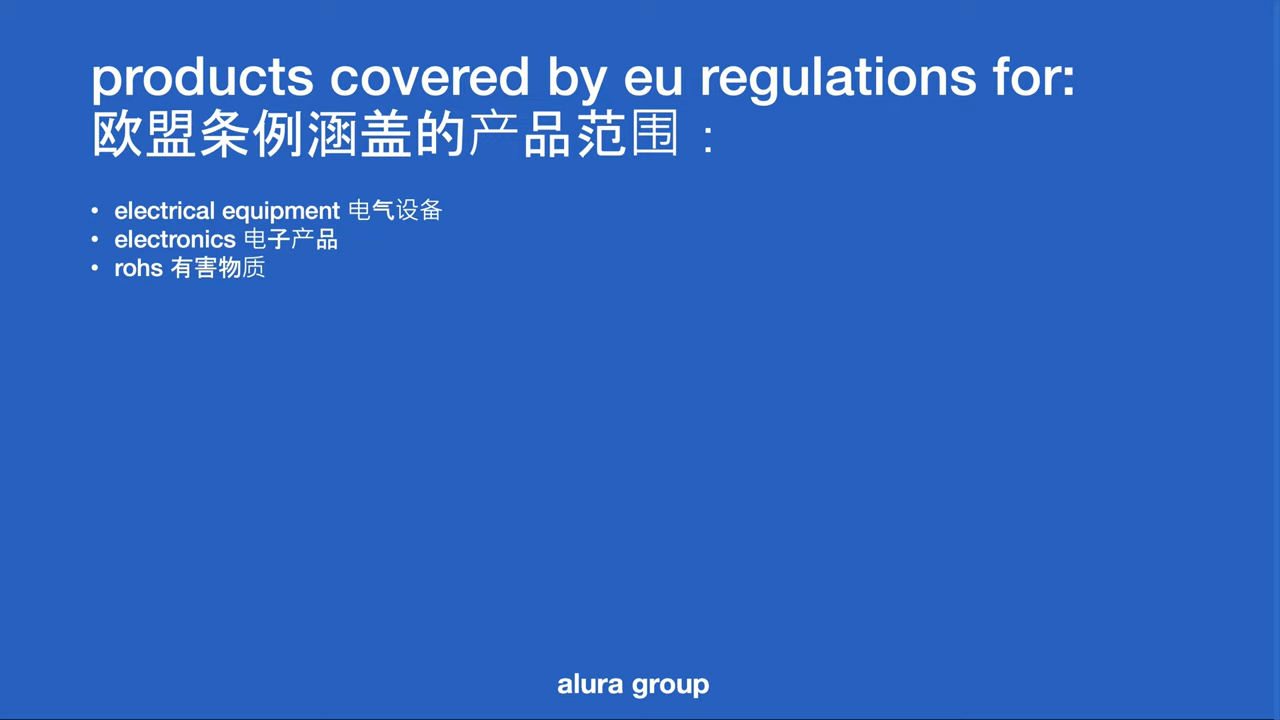 products covered by eu regulations for:
欧盟条例涵盖的产品范围：
• electrical equipment 电气设备
• electronics 电子产品
• rohs 有害物质
alura group